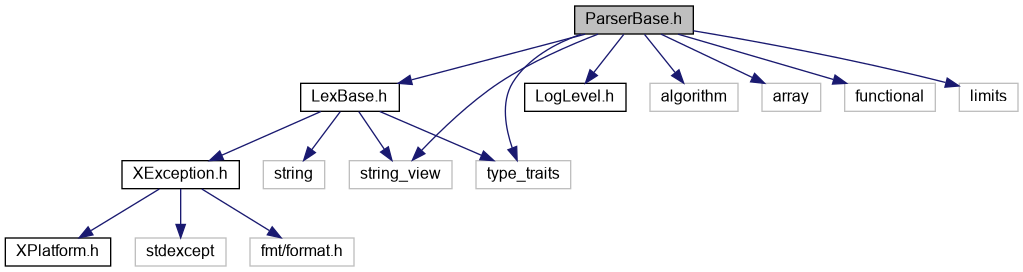 ParserBase.h
LexBase.h
LogLevel.h
algorithm
array
functional
limits
XException.h
string
string_view
type_traits
XPlatform.h
stdexcept
fmt/format.h